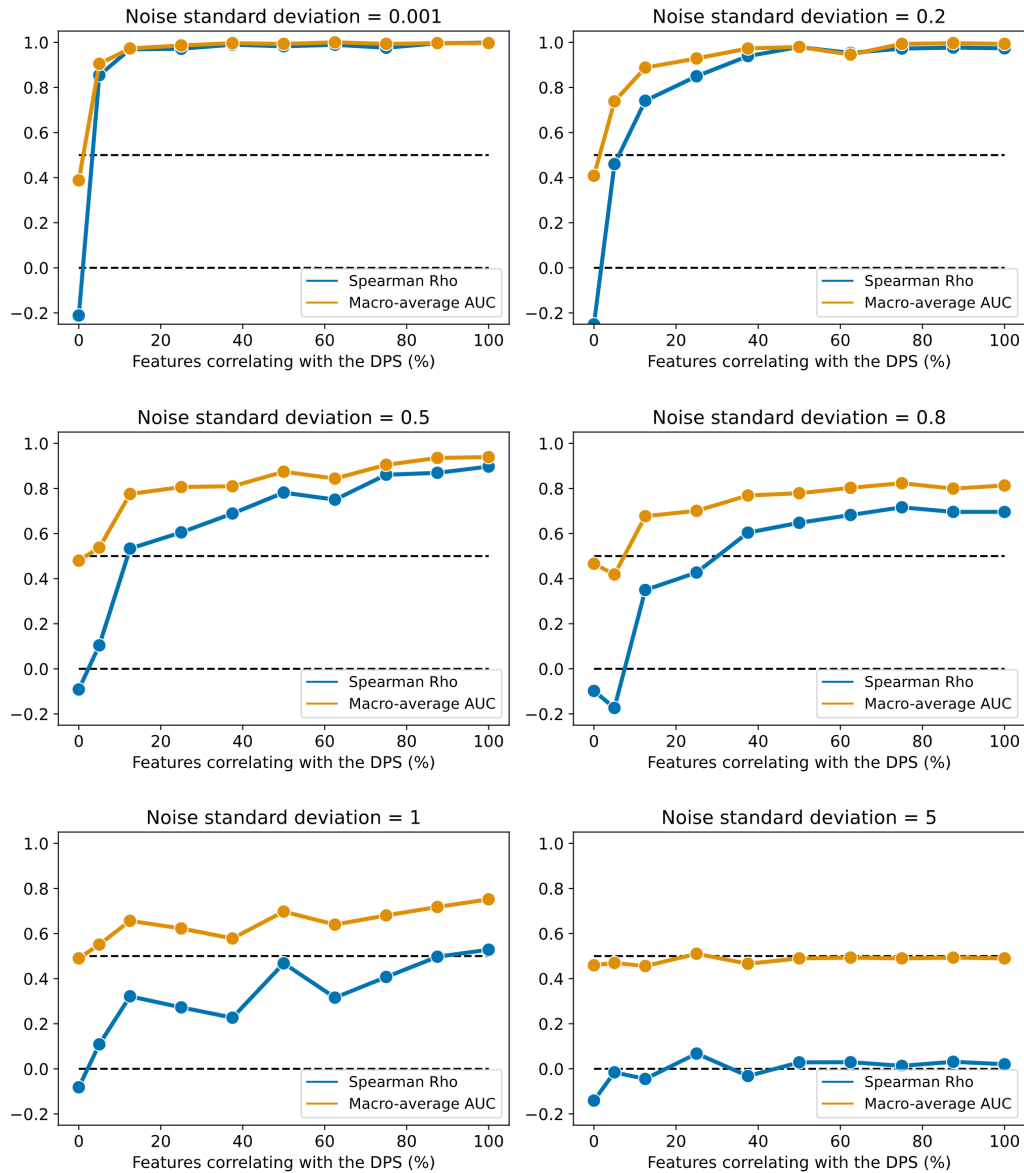 Noise standard deviation = 0.001
1.0
0.8
0.6
0.4
0.2
0.0
−0.2
0 20 40 60 80 100
Features correlating with the DPS (%)
Spearman Rho
Macro-average AUC
Noise standard deviation = 0.2
1.0
0.8
0.6
0.4
0.2
0.0
−0.2
0 20 40 60 80 100
Features correlating with the DPS (%)
Spearman Rho
Macro-average AUC
Noise standard deviation = 0.5
1.0
0.8
0.6
0.4
0.2
0.0
−0.2
0 20 40 60 80 100
Features correlating with the DPS (%)
Spearman Rho
Macro-average AUC
Noise standard deviation = 0.8
1.0
0.8
0.6
0.4
0.2
0.0
−0.2
0 20 40 60 80 100
Features correlating with the DPS (%)
Spearman Rho
Macro-average AUC
Noise standard deviation = 1
1.0
0.8
0.6
0.4
0.2
0.0
−0.2
0 20 40 60 80 100
Features correlating with the DPS (%)
Spearman Rho
Macro-average AUC
Noise standard deviation = 5
1.0
0.8
0.6
0.4
0.2
0.0
−0.2
0 20 40 60 80 100
Features correlating with the DPS (%)
Spearman Rho
Macro-average AUC